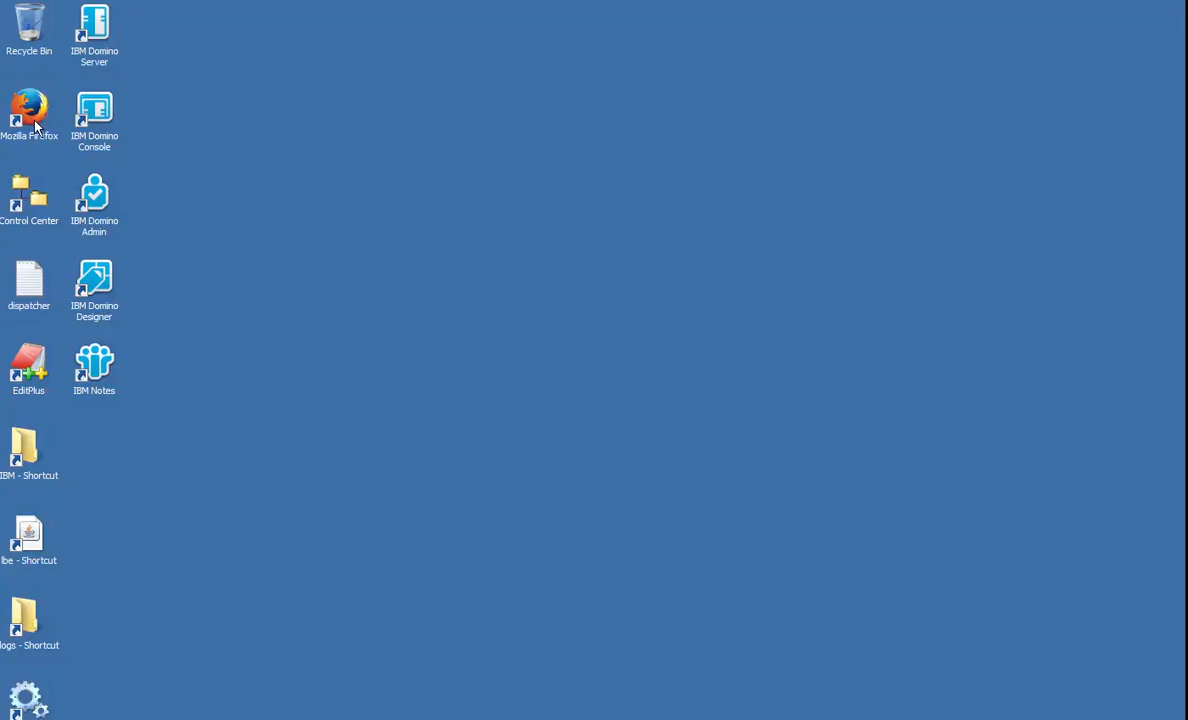 Recycle Bin
IBM Domino
Server
Mozilla Firefox
IBM Domino
Console
Control Center
IBM Domino
Admin
dispatcher
IBM Domino
Designer
EditPlus
IBM Notes
IBM - Shortcut
lbe - Shortcut
logs - Shortcut